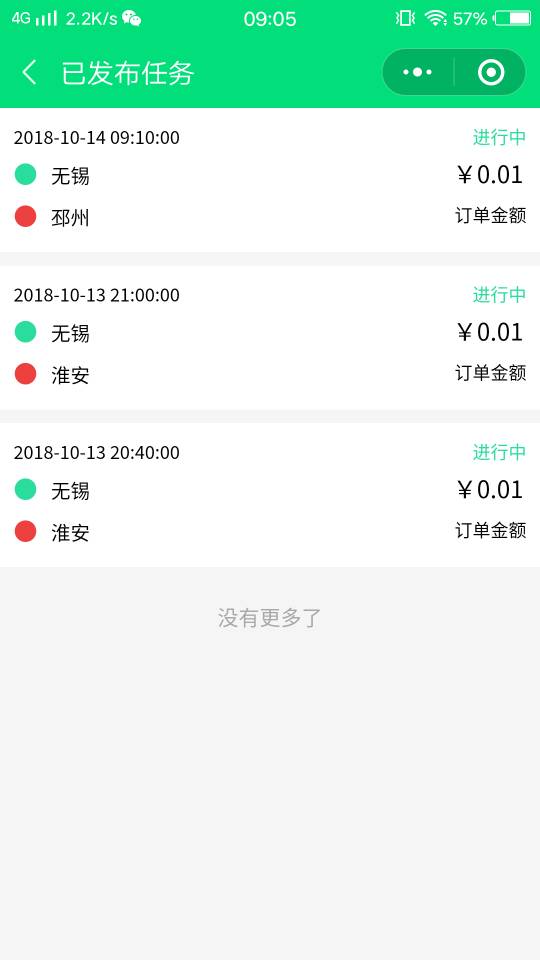 4G 2.2K/s 09:05 57%
已发布任务
2018-10-14 09:10:00 进行中
无锡 ￥0.01
邳州 订单金额
2018-10-13 21:00:00 进行中
无锡 ￥0.01
淮安 订单金额
2018-10-13 20:40:00 进行中
无锡 ￥0.01
淮安 订单金额
没有更多了